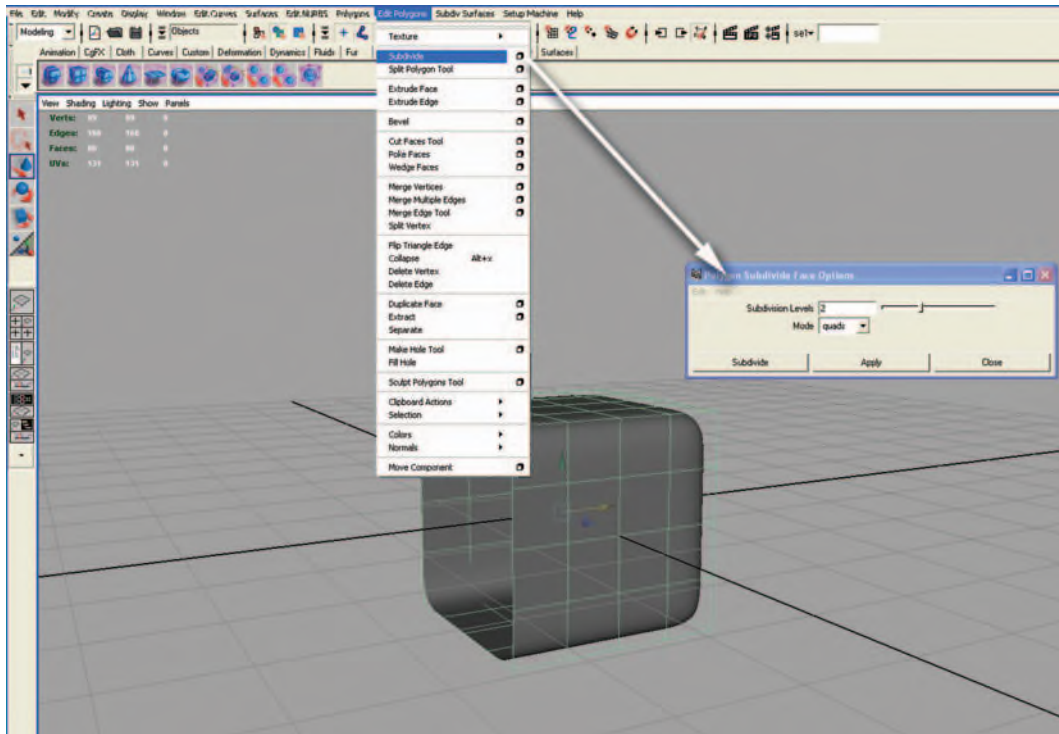 File Edit Modify Create Display Window Edit Curves Surfaces Edit NURBS Polygons Edit Polygons Subdiv Surfaces Setup Machine Help
Modeling Objects sel
Animation CgFX Cloth Curves Custom Deformation Dynamics Fluids Fur Surfaces
View Shading Lighting Show Panels
Verts:
Edges:
Faces:
UVs: 131 131 0
Texture
Subdivide
Split Polygon Tool
Extrude Face
Extrude Edge
Bevel
Cut Faces Tool
Poke Faces
Wedge Faces
Merge Vertices
Merge Multiple Edges
Merge Edge Tool
Split Vertex
Flip Triangle Edge
Collapse Alt+x
Delete Vertex
Delete Edge
Duplicate Face
Extract
Separate
Make Hole Tool
Fill Hole
Sculpt Polygons Tool
Clipboard Actions
Selection
Colors
Normals
Move Component
Polygon Subdivide Face Options
Edit Help
Subdivision Levels 2
Mode quads
Subdivide Apply Close